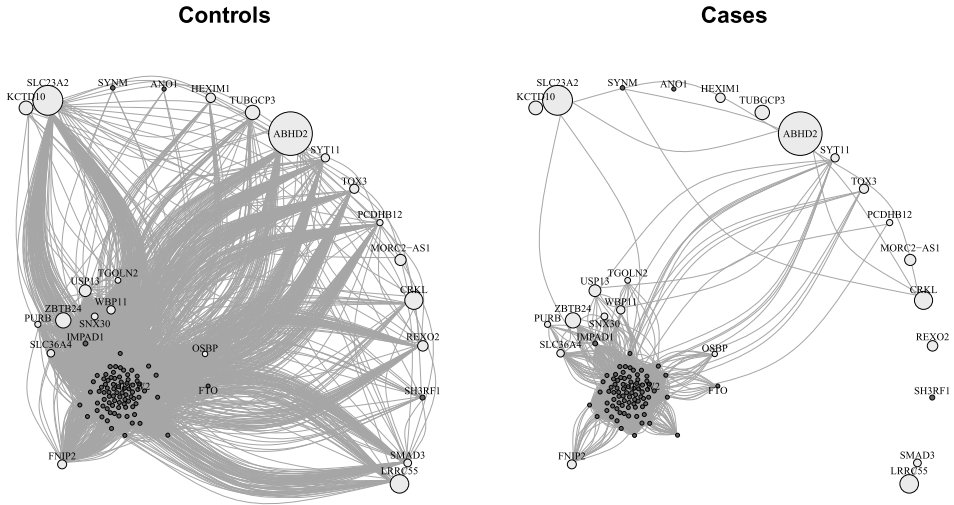 Controls
Cases
SLC23A2
SYNM
ANO1
HEXIM1
KCTD10
TUBGCP3
ABHD2
SYT11
TOX3
PCDHB12
MORC2−AS1
TGOLN2
USP13
CRKL
WBP11
ZBTB24
PURB
SNX30
IMPAD1
REXO2
SLC36A4
OSBP
FTO
SH3RF1
FNIP2
SMAD3
LRRC55
SLC23A2
SYNM
ANO1
HEXIM1
KCTD10
TUBGCP3
ABHD2
SYT11
TOX3
PCDHB12
MORC2−AS1
TGOLN2
USP13
CRKL
WBP11
ZBTB24
PURB
SNX30
IMPAD1
REXO2
SLC36A4
OSBP
FTO
SH3RF1
FNIP2
SMAD3
LRRC55